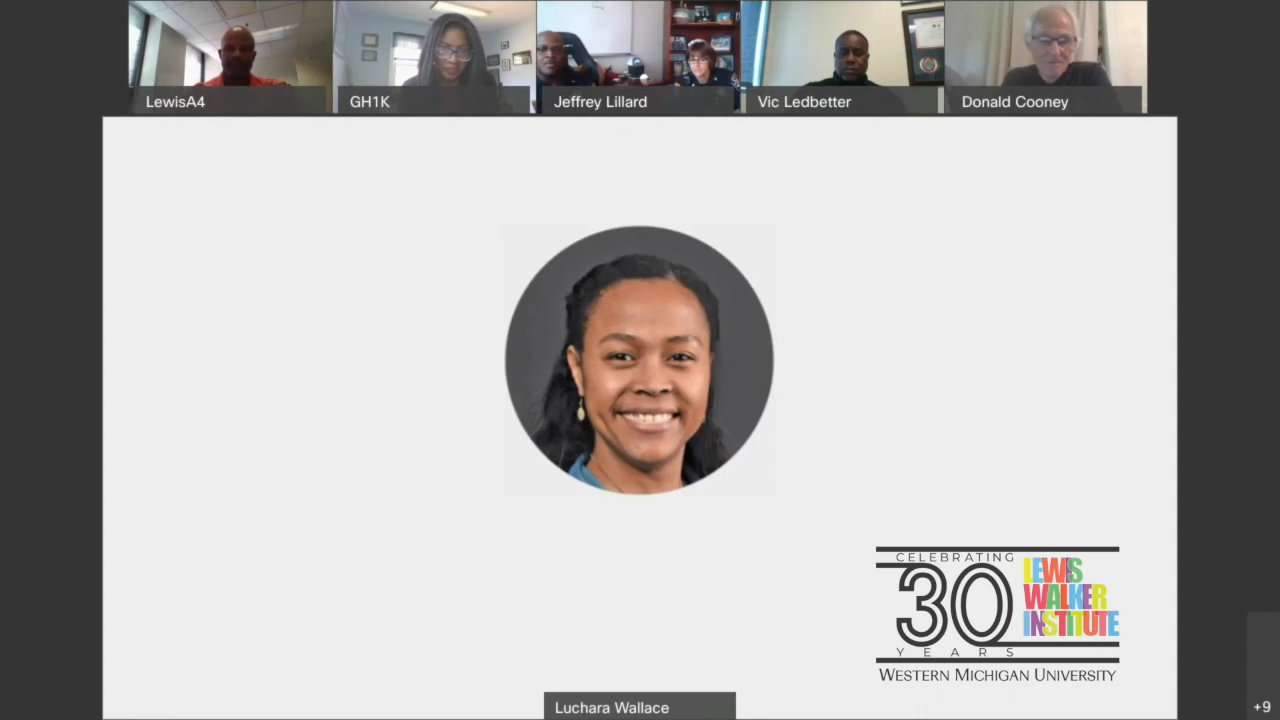 LewisA4
GH1K
Jeffrey Lillard
Vic Ledbetter
Donald Cooney
CELEBRATING
30
YEARS
LEWIS
WALKER
INSTITUTE
WESTERN MICHIGAN UNIVERSITY
Luchara Wallace
+9